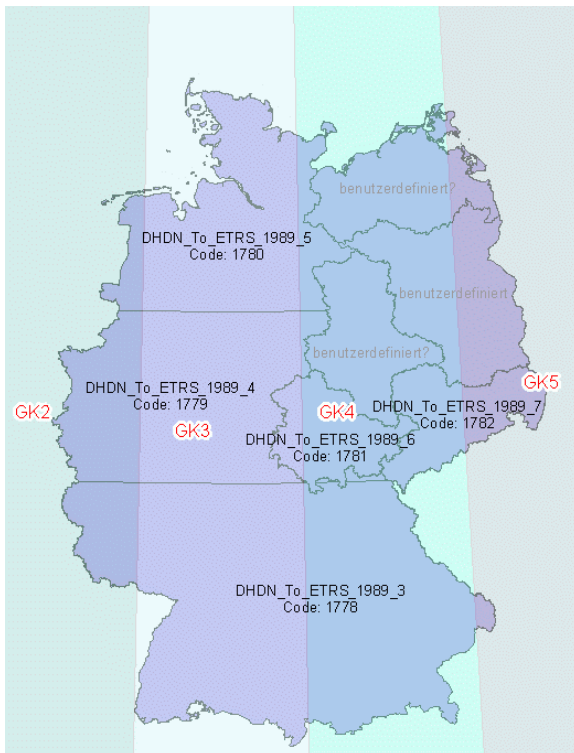 benutzerdefiniert?
DHDN_To_ETRS_1989_5
Code: 1780
benutzerdefiniert
benutzerdefiniert?
DHDN_To_ETRS_1989_4
Code: 1779
GK2
GK3
GK4
GK5
DHDN_To_ETRS_1989_7
Code: 1782
DHDN_To_ETRS_1989_6
Code: 1781
DHDN_To_ETRS_1989_3
Code: 1778